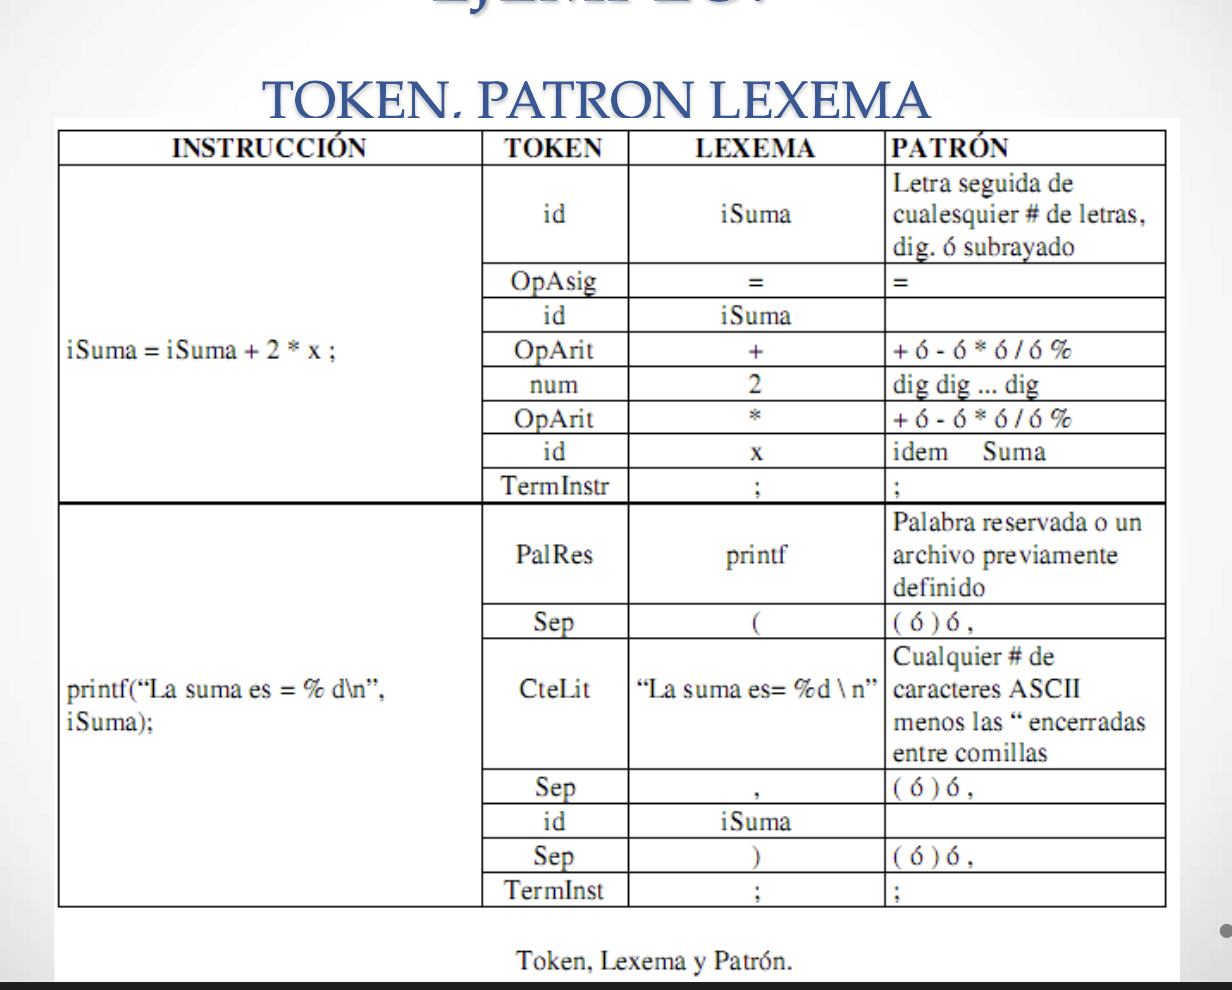 TOKEN, PATRON LEXEMA
INSTRUCCIÓN TOKEN LEXEMA PATRÓN
iSuma = iSuma + 2 * x ;
id iSuma Letra seguida de
cualesquier # de letras,
dig. ó subrayado
OpAsig = =
id iSuma
OpArit + + ó - ó * ó / ó %
num 2 dig dig ... dig
OpArit * + ó - ó * ó / ó %
id x idem Suma
TermInstr ; ;
printf(“La suma es = % d\n”,
iSuma);
PalRes printf Palabra reservada o un
archivo previamente
definido
Sep ( ( ó ) ó ,
CteLit “La suma es= %d \ n” Cualquier # de
caracteres ASCII
menos las “ encerradas
entre comillas
Sep , ( ó ) ó ,
id iSuma
Sep ) ( ó ) ó ,
TermInst ; ;
Token, Lexema y Patrón.